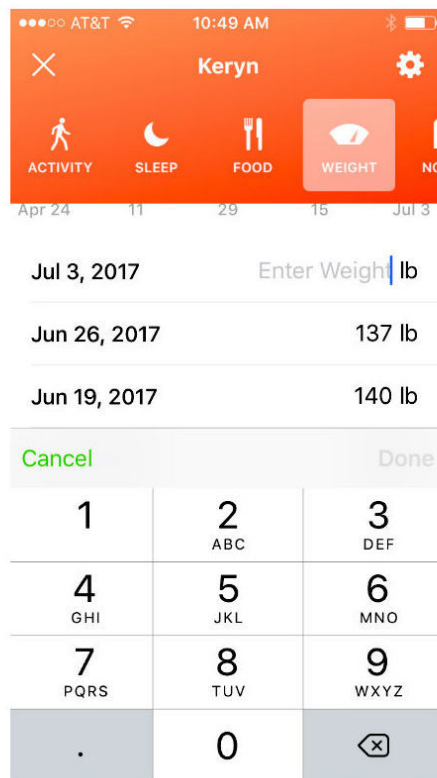 AT&T 10:49 AM
Keryn
ACTIVITY SLEEP FOOD WEIGHT
Apr 24 11 29 15 Jul 3
Jul 3, 2017 Enter Weight lb
Jun 26, 2017 137 lb
Jun 19, 2017 140 lb
Cancel Done
1 2 3
ABC DEF
4 5 6
GHI JKL MNO
7 8 9
PQRS TUV WXYZ
. 0